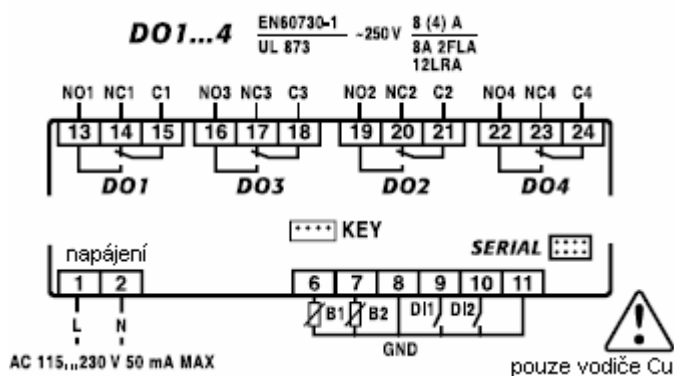 DO1...4 EN60730-1 ~250 V 8 (4) A
UL 873 8A 2FLA
12LRA
NO1 NC1 C1 NO3 NC3 C3 NO2 NC2 C2 NO4 NC4 C4
13 14 15 16 17 18 19 20 21 22 23 24
DO1 DO3 DO2 DO4
KEY
SERIAL
napájení
1 2 6 7 8 9 10 11
B1 B2 DI1 DI2
L N
GND
AC 115...230 V 50 mA MAX
pouze vodiče Cu